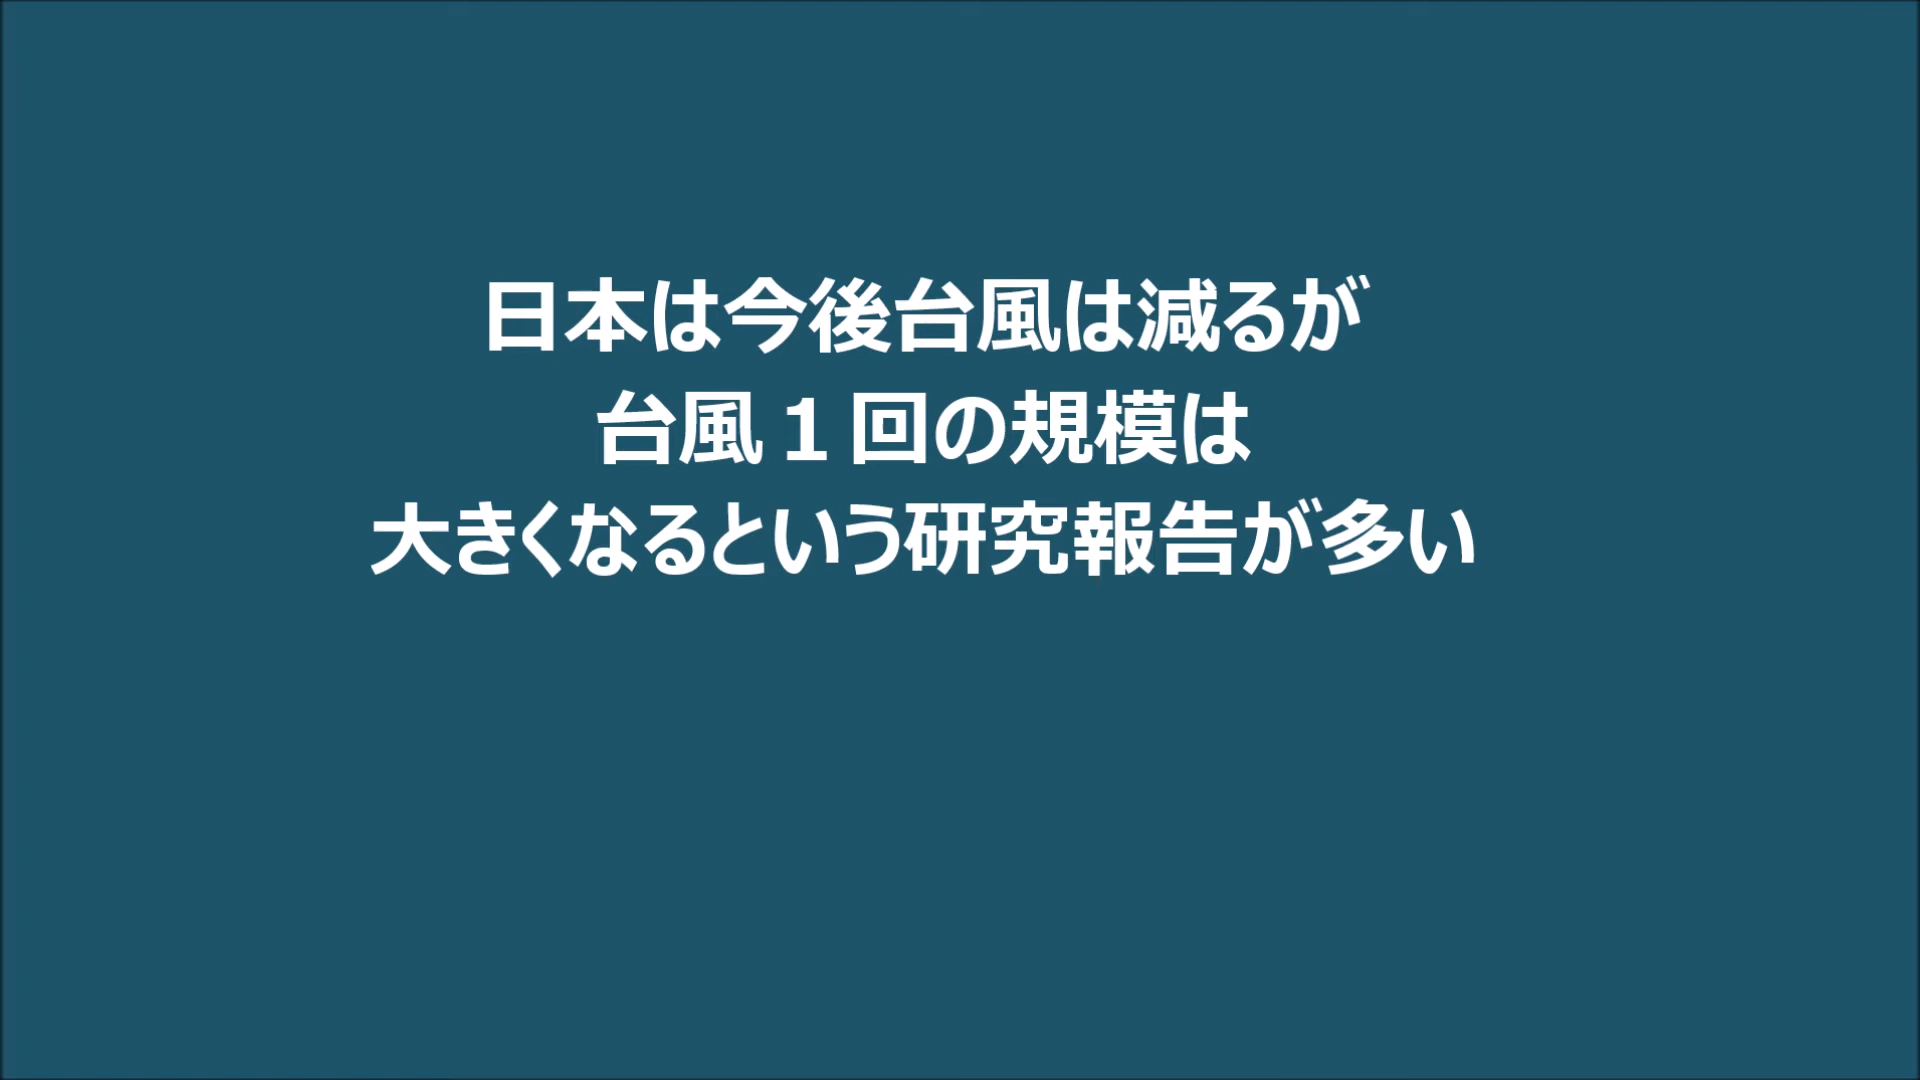 日本は今後台風は減るが
台風１回の規模は
大きくなるという研究報告が多い